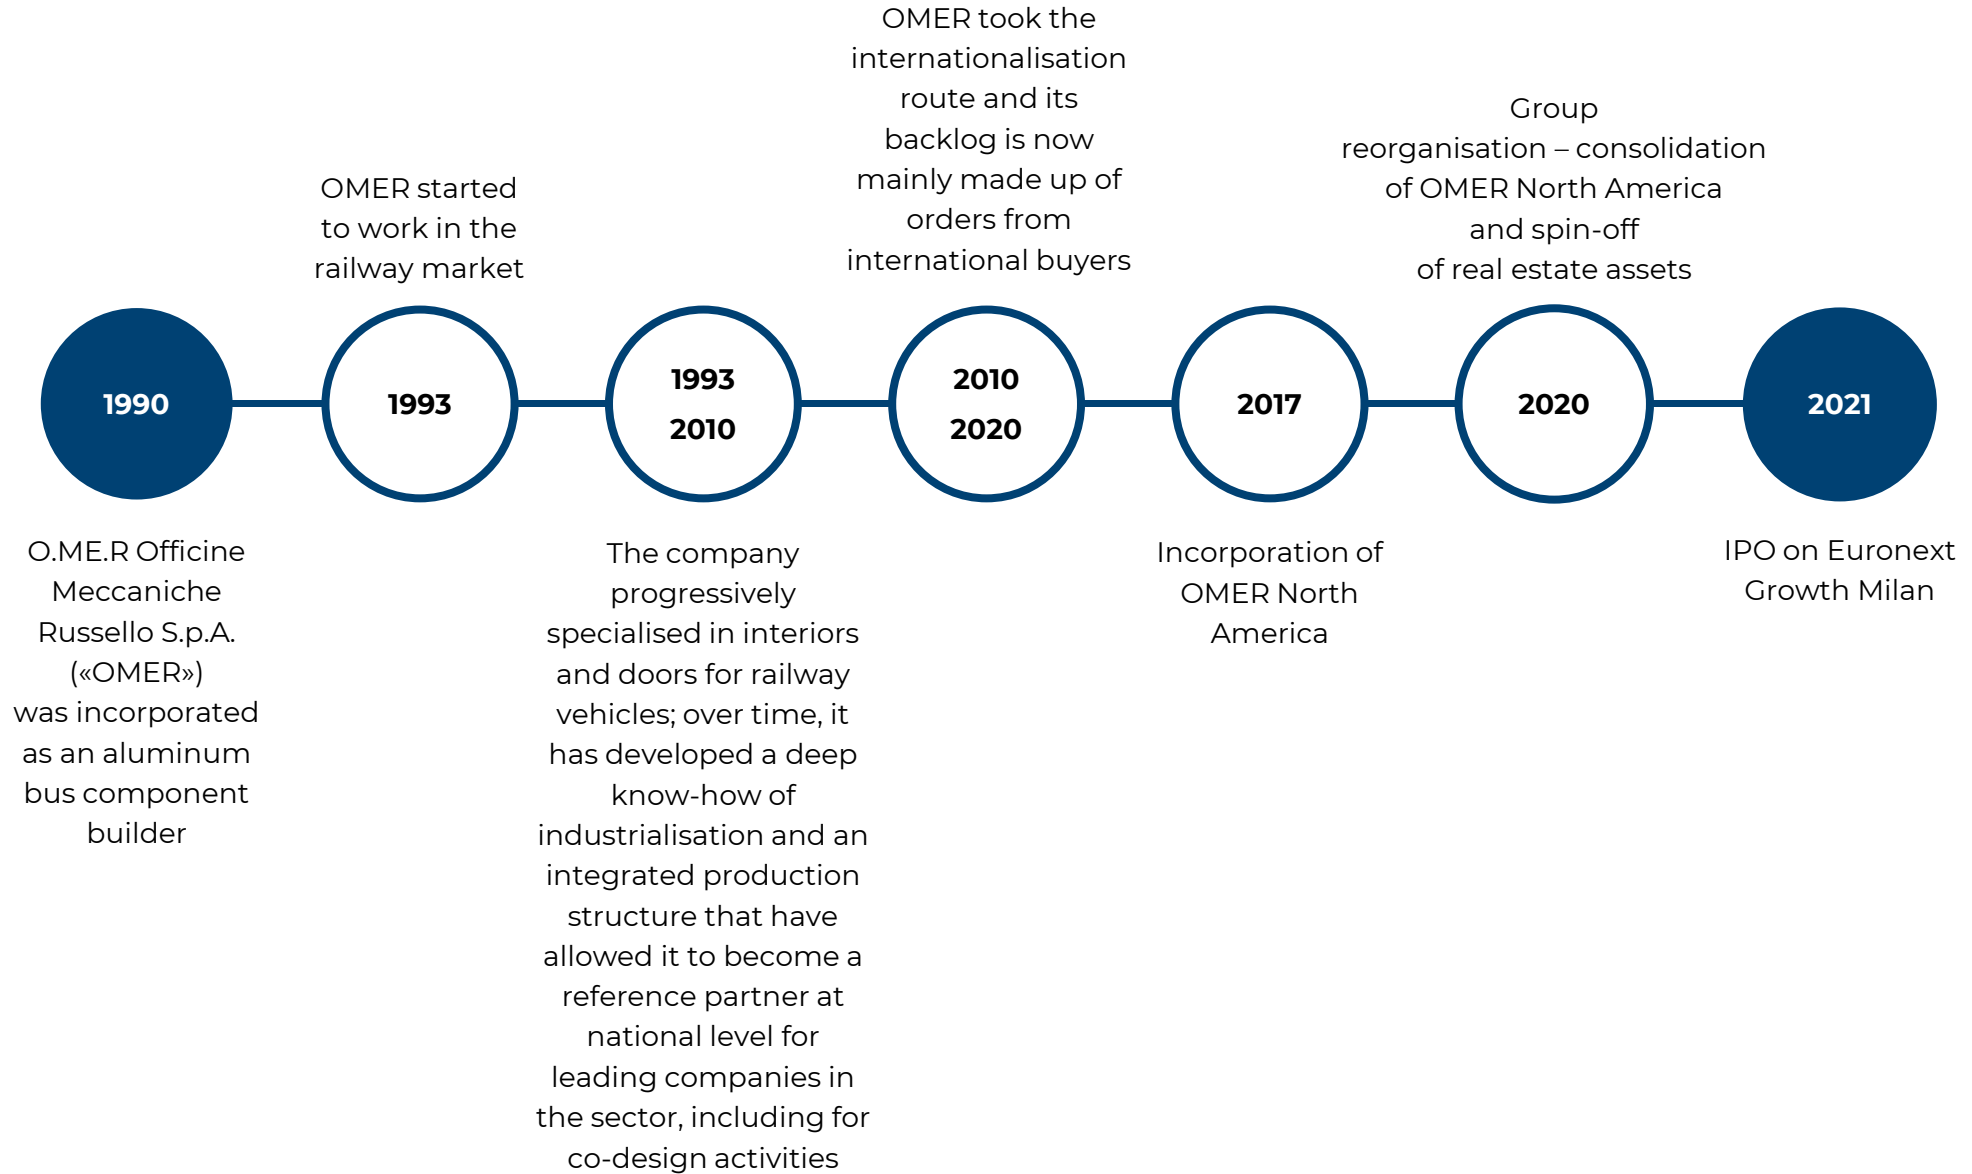 1990
O.ME.R Officine
Meccaniche
Russello S.p.A.
(«OMER»)
was incorporated
as an aluminum
bus component
builder
OMER started
to work in the
railway market
1993
1993
2010
The company
progressively
specialised in interiors
and doors for railway
vehicles; over time, it
has developed a deep
know-how of
industrialisation and an
integrated production
structure that have
allowed it to become a
reference partner at
national level for
leading companies in
the sector, including for
co-design activities
OMER took the
internationalisation
route and its
backlog is now
mainly made up of
orders from
international buyers
2010
2020
2017
Incorporation of
OMER North
America
Group
reorganisation – consolidation
of OMER North America
and spin-off
of real estate assets
2020
2021
IPO on Euronext
Growth Milan